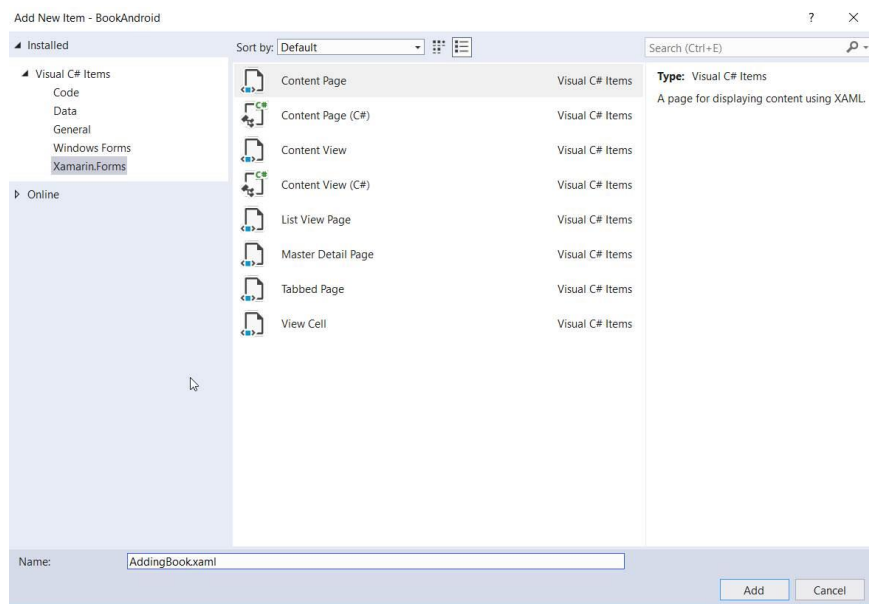 Add New Item - BookAndroid
?
Installed
Sort by: Default
Search (Ctrl+E)
Visual C# Items
Code
Data
General
Windows Forms
Xamarin.Forms
Online
Content Page Visual C# Items
Content Page (C#) Visual C# Items
Content View Visual C# Items
Content View (C#) Visual C# Items
List View Page Visual C# Items
Master Detail Page Visual C# Items
Tabbed Page Visual C# Items
View Cell Visual C# Items
Type: Visual C# Items
A page for displaying content using XAML.
Name: AddingBook.xaml
Add Cancel